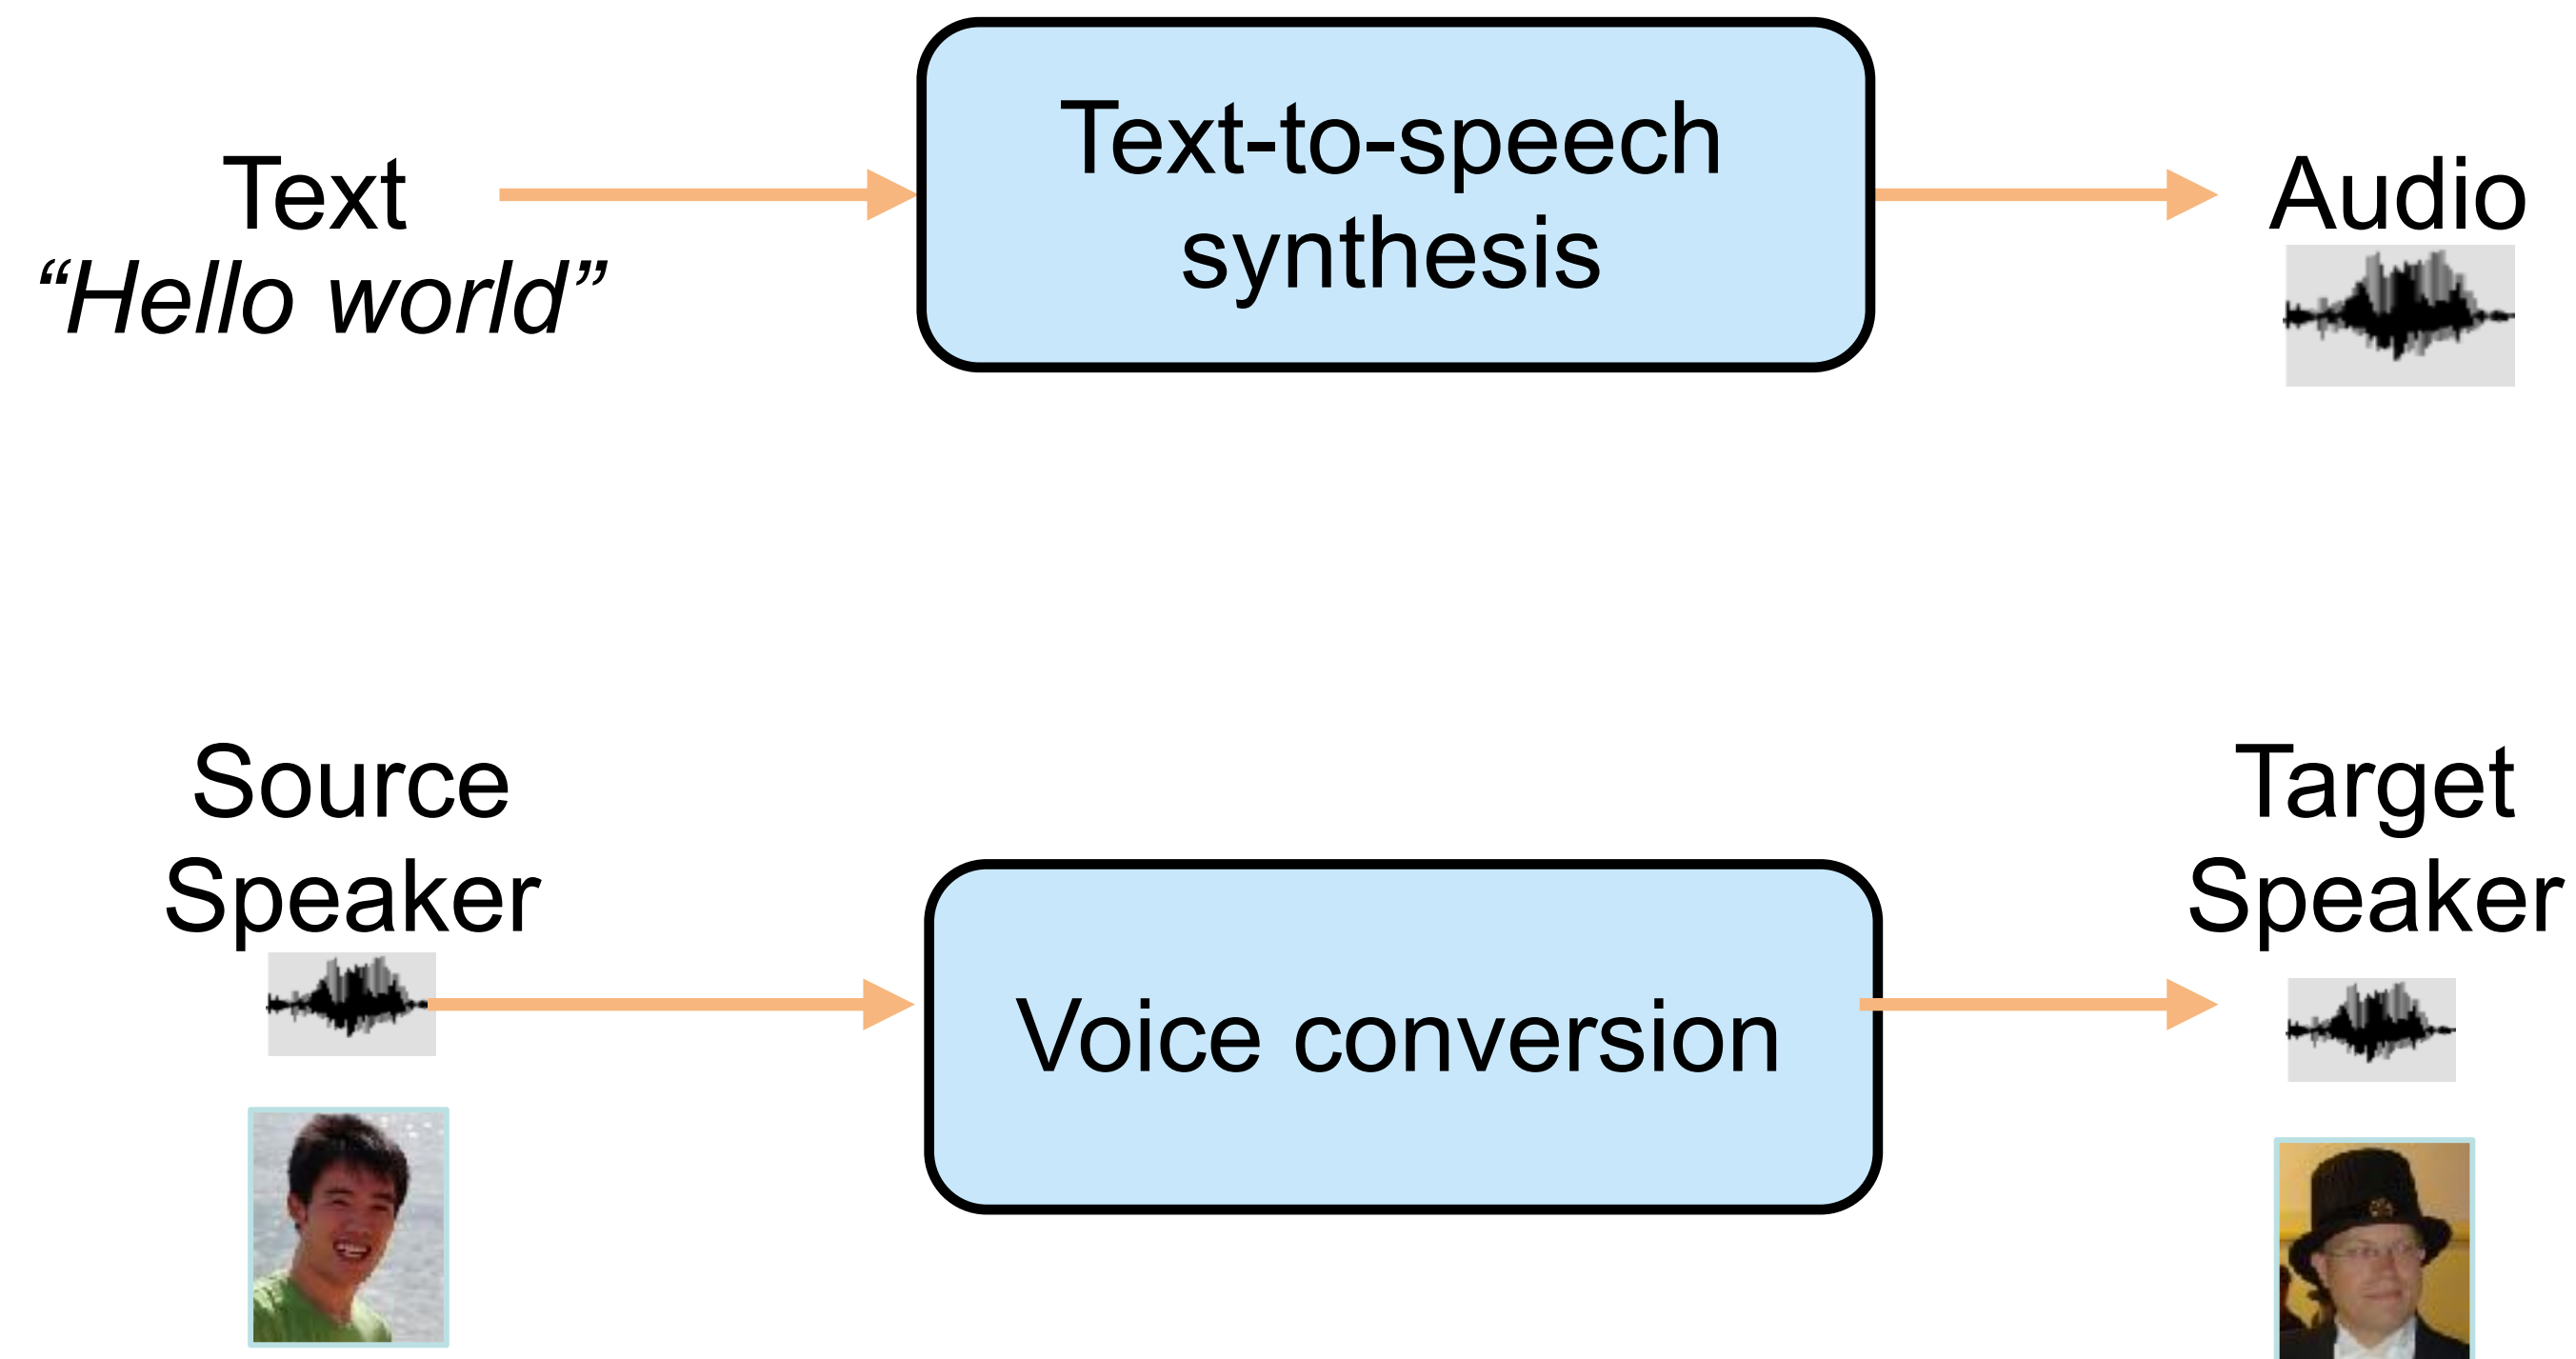 Text
“Hello world”
Text-to-speech
synthesis
Audio
Source
Speaker
Voice conversion
Target
Speaker